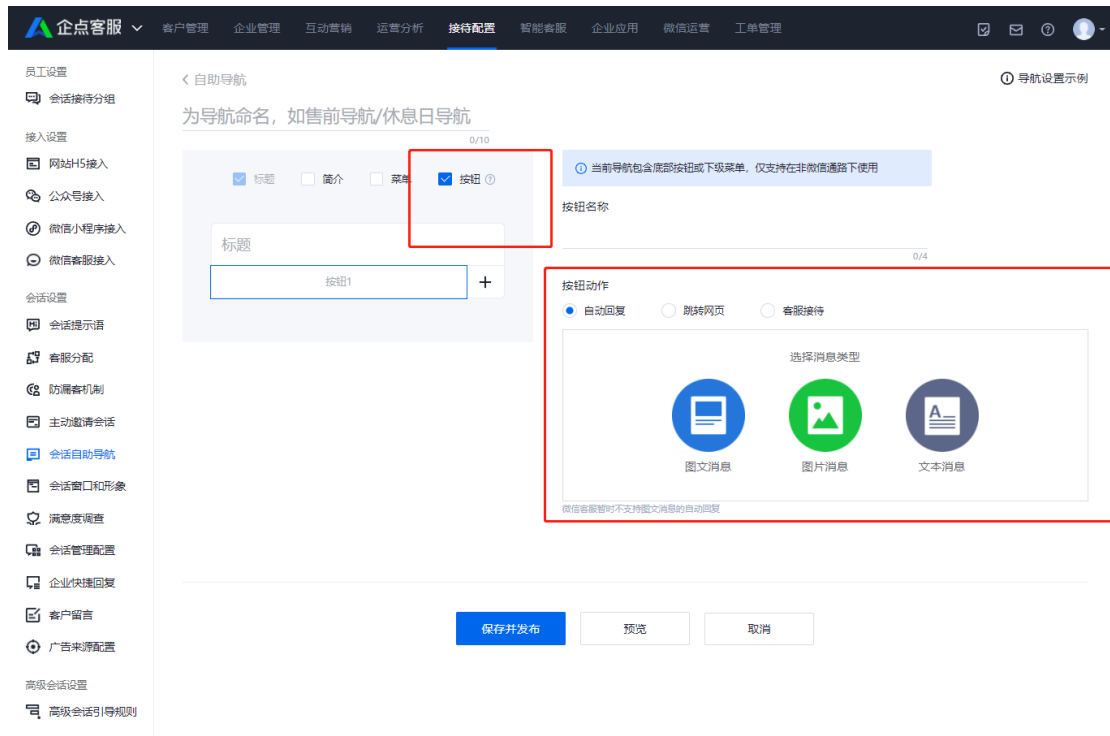 企点客服
客户管理 企业管理 互动营销 运营分析 接待配置 智能客服 企业应用 微信运营 工单管理
员工设置
会话接待分组
接入设置
网站H5接入
公众号接入
微信小程序接入
微信客服接入
会话设置
会话提示语
客服分配
防漏客机制
主动邀请会话
会话自助导航
会话窗口和形象
满意度调查
会话管理配置
企业快捷回复
客户留言
广告来源配置
高级会话设置
高级会话引导规则
自助导航
导航设置示例
为导航命名，如售前导航/休息日导航
0/10
标题 简介 菜单 按钮
标题
按钮1
当前导航包含底部按钮或下级菜单，仅支持在非微信通路下使用
按钮名称
0/4
按钮动作
自动回复 跳转网页 客服接待
选择消息类型
图文消息 图片消息 文本消息
微信客服暂时不支持图文消息的自动回复
保存并发布 预览 取消